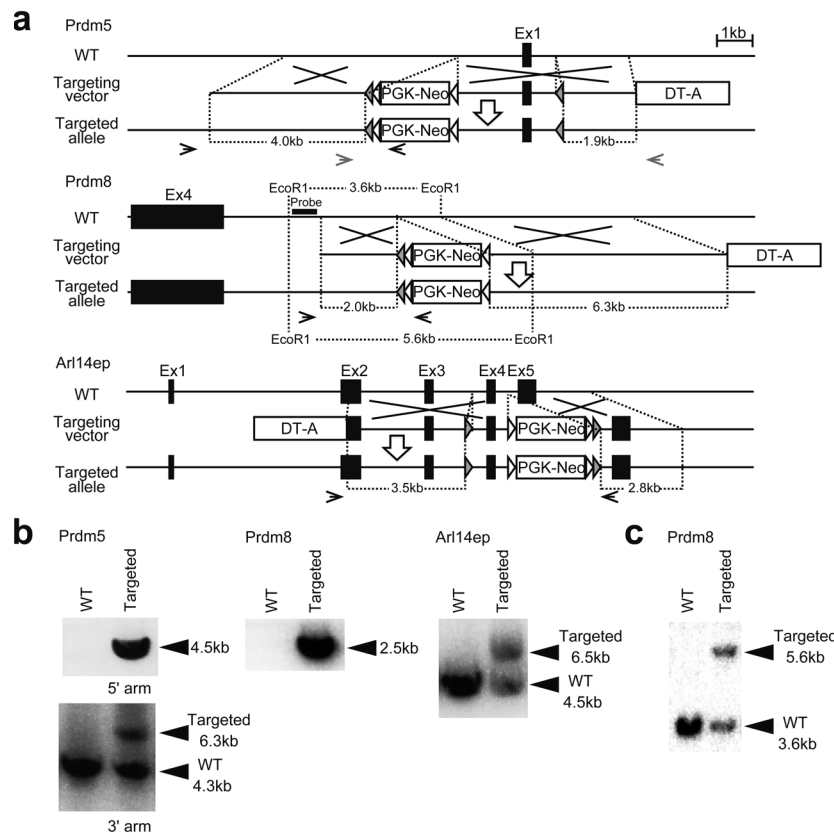 a
Prdm5
Ex1
1kb
WT
Targeting vector
PGK-Neo
DT-A
Targeted allele
PGK-Neo
4.0kb
1.9kb
Prdm8
Ex4
EcoR1
3.6kb
EcoR1
Probe
WT
Targeting vector
PGK-Neo
DT-A
Targeted allele
PGK-Neo
2.0kb
6.3kb
EcoR1
5.6kb
EcoR1
Arl14ep
Ex1
Ex2
Ex3
Ex4
Ex5
WT
Targeting vector
DT-A
PGK-Neo
Targeted allele
PGK-Neo
3.5kb
2.8kb
b
Prdm5
WT
Targeted
4.5kb
5' arm
Targeted
6.3kb
WT
4.3kb
3' arm
Prdm8
WT
Targeted
2.5kb
Arl14ep
WT
Targeted
Targeted
6.5kb
WT
4.5kb
c
Prdm8
WT
Targeted
Targeted
5.6kb
WT
3.6kb